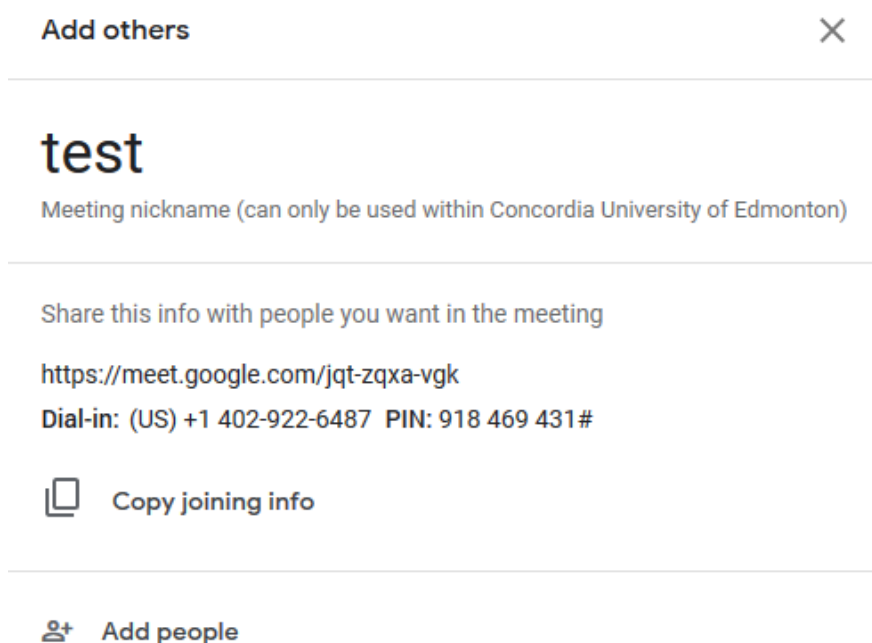 Add others
test
Meeting nickname (can only be used within Concordia University of Edmonton)
Share this info with people you want in the meeting
https://meet.google.com/jqt-zqxa-vgk
Dial-in: (US) +1 402-922-6487 PIN: 918 469 431#
Copy joining info
Add people